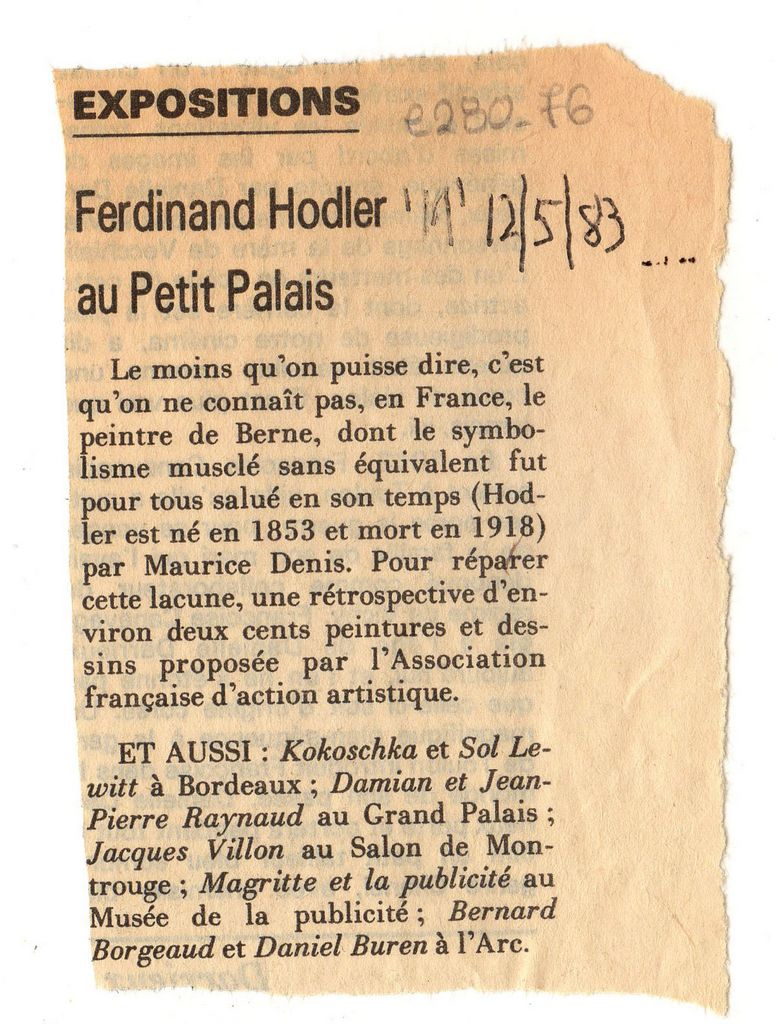 EXPOSITIONS
e280-76
Ferdinand Hodler "M" 12/5/83
au Petit Palais
Le moins qu'on puisse dire, c'est
qu'on ne connaît pas, en France, le
peintre de Berne, dont le symbo-
lisme musclé sans équivalent fut
pour tous salué en son temps (Hod-
ler est né en 1853 et mort en 1918)
par Maurice Denis. Pour réparer
cette lacune, une rétrospective d'en-
viron deux cents peintures et des-
sins proposée par l'Association
française d'action artistique.
ET AUSSI : Kokoschka et Sol Le-
witt à Bordeaux ; Damian et Jean-
Pierre Raynaud au Grand Palais ;
Jacques Villon au Salon de Mon-
trouge ; Magritte et la publicité au
Musée de la publicité ; Bernard
Borgeaud et Daniel Buren à l'Arc.